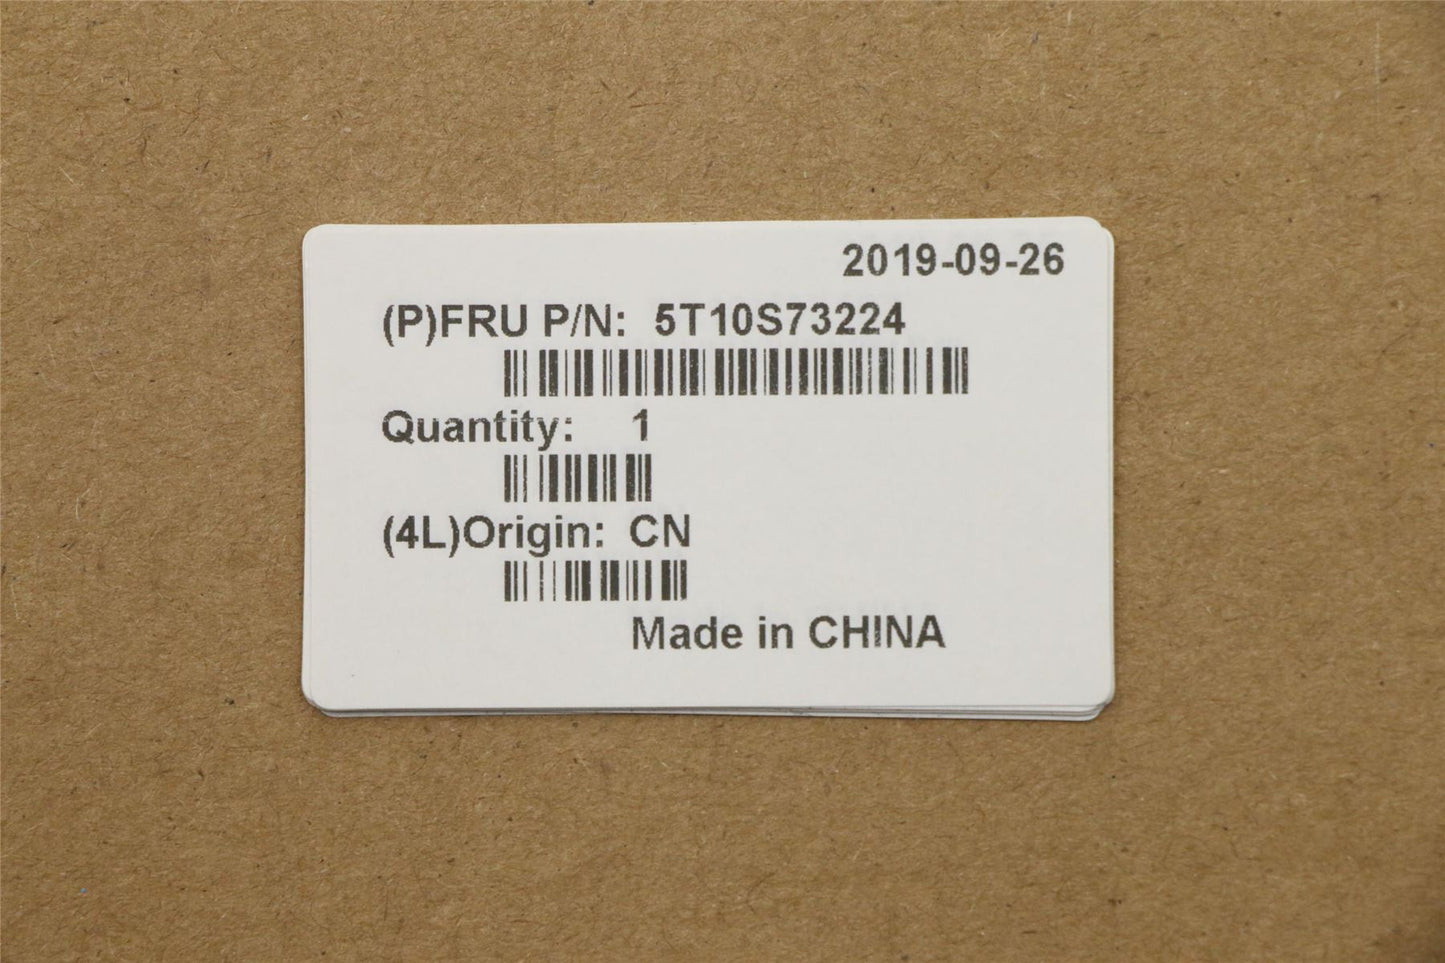 2019-09-26
(P)FRU P/N: 5T10S73224
Quantity: 1
(4L)Origin: CN
Made in CHINA